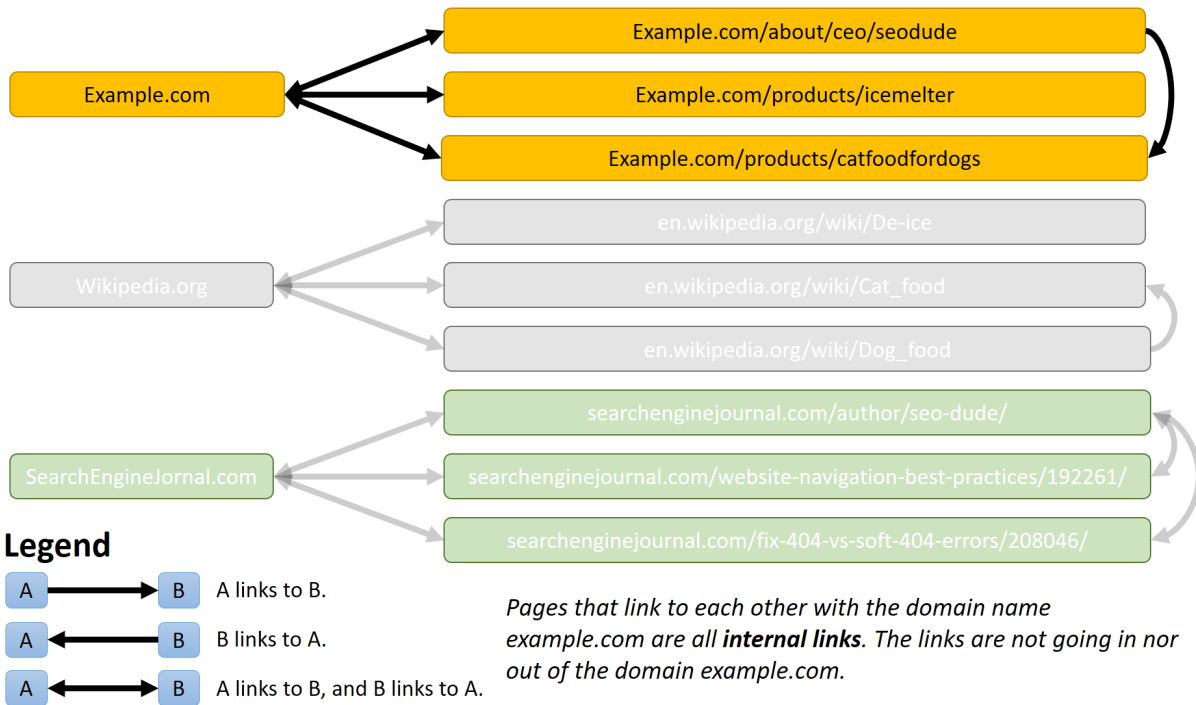 Example.com
Example.com/about/ceo/seodude
Example.com/products/icemelter
Example.com/products/catfoodfordogs
Wikipedia.org
en.wikipedia.org/wiki/De-ice
en.wikipedia.org/wiki/Cat_food
en.wikipedia.org/wiki/Dog_food
SearchEngineJournal.com
searchenginejournal.com/author/seo-dude/
searchenginejournal.com/website-navigation-best-practices/192261/
searchenginejournal.com/fix-404-vs-soft-404-errors/208046/
Legend
A B A links to B.
A B B links to A.
A B A links to B, and B links to A.
Pages that link to each other with the domain name
example.com are all internal links. The links are not going in nor
out of the domain example.com.